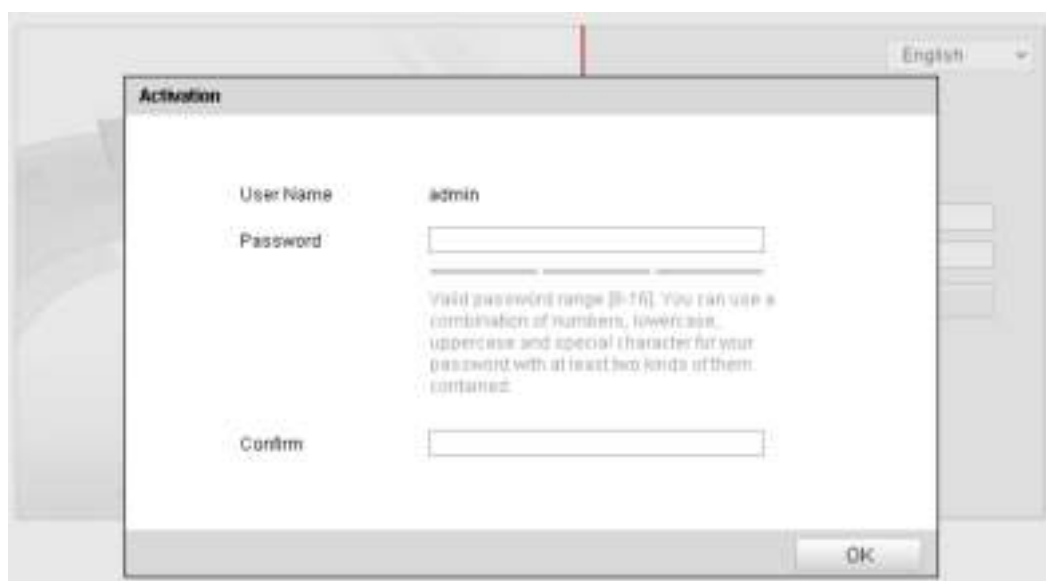 English
Activation
User Name admin
Password
Valid password range [8-16]. You can use a
combination of numbers, lowercase,
uppercase and special character for your
password with at least two kinds of them
contained.
Confirm
OK